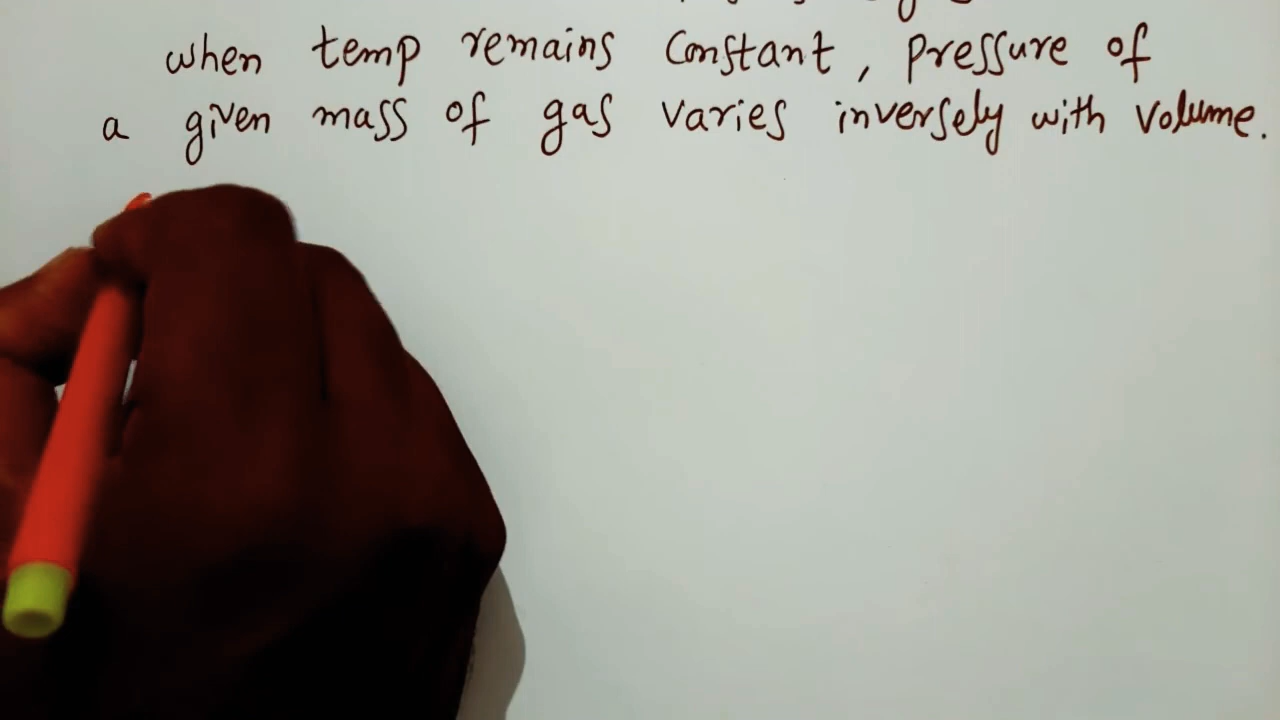 when temp remains Constant, pressure of
a given mass of gas varies inversely with volume.